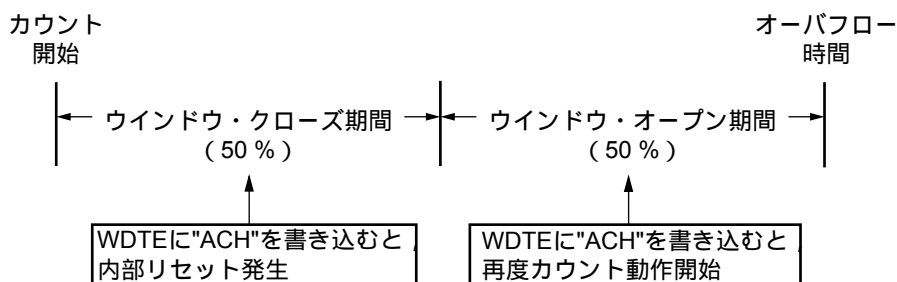 カウント
開始
オーバフロー
時間
ウインドウ・クローズ期間
(50 %)
ウインドウ・オープン期間
(50 %)
WDTEに"ACH"を書き込むと,
内部リセット発生
WDTEに"ACH"を書き込むと,
再度カウント動作開始